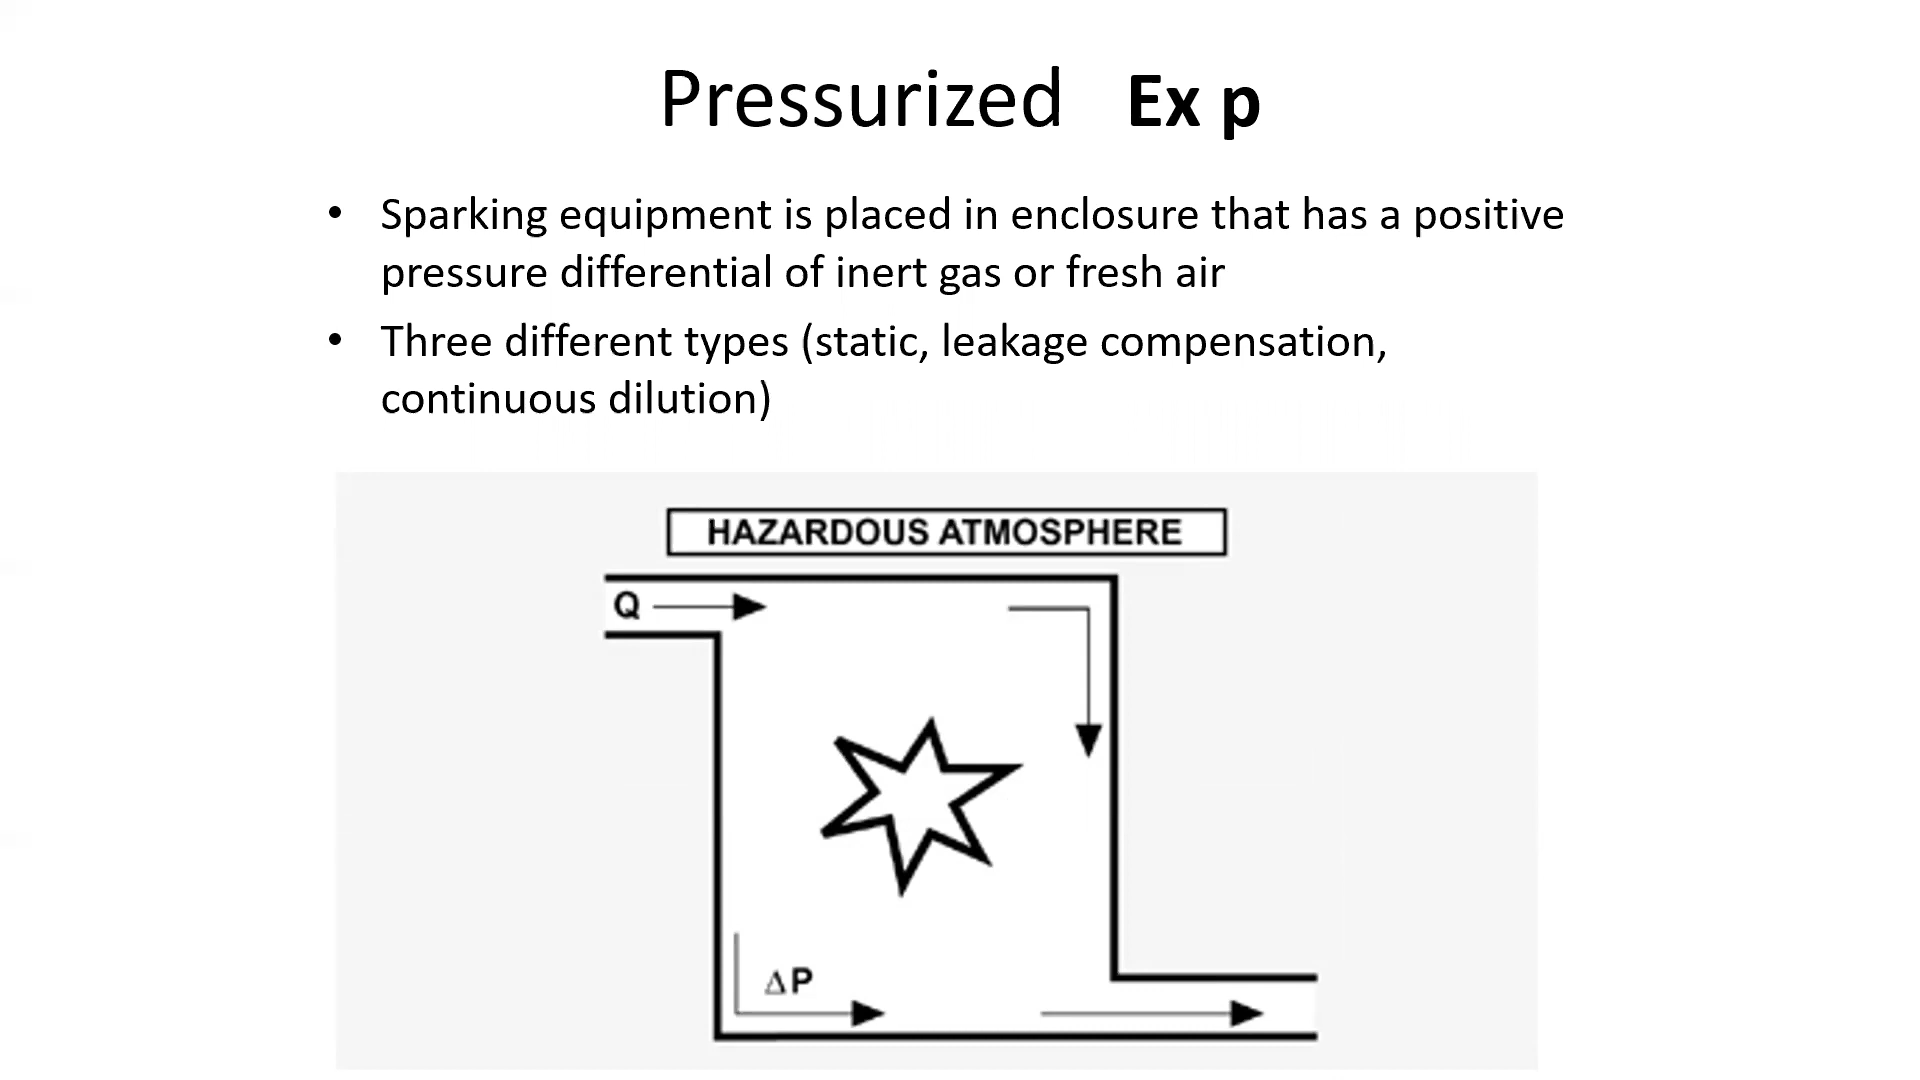 Pressurized Ex p
• Sparking equipment is placed in enclosure that has a positive
pressure differential of inert gas or fresh air
• Three different types (static, leakage compensation,
continuous dilution)
HAZARDOUS ATMOSPHERE
Q
ΔP